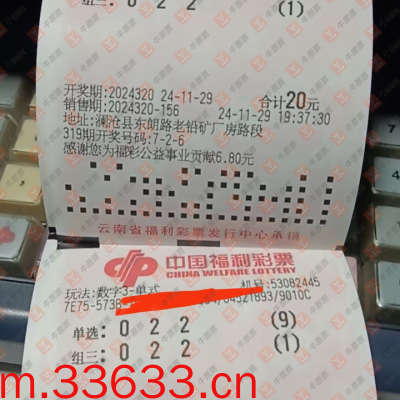 组三: 0 2 2 (1)
开奖期:2024320 24-11-29 合计20元
销售期:2024320-156 24-11-29 19:37:30
地址:澜沧县东朗路老铅矿厂房路段
319期开奖号码:7-2-6
感谢您为福彩公益事业贡献6.80元
云南省福利彩票发行中心承销
中国福利彩票
CHINA WELFARE LOTTERY
玩法:数字3-单式 机号:53082445
7E75-5738 /9010C
单选: 0 2 2 (9)
组三: 0 2 2 (1)
m.33633.cn